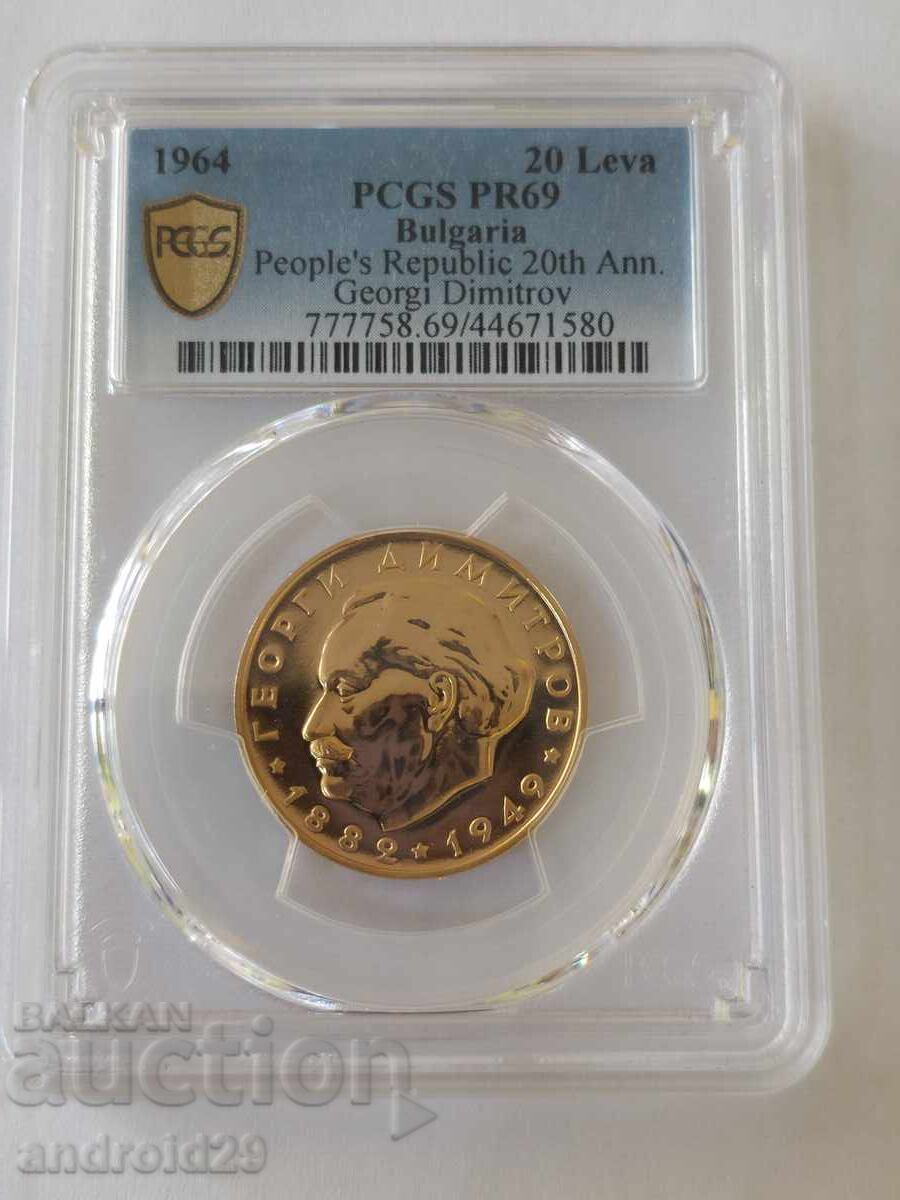 1964 20 Leva
PCGS PR69
PCGS
Bulgaria
People's Republic 20th Ann.
Georgi Dimitrov
777758.69/44671580
ГЕОРГИ ДИМИТРОВ
★ 1882 ★ 1949 ★
BALKAN
auction
android29